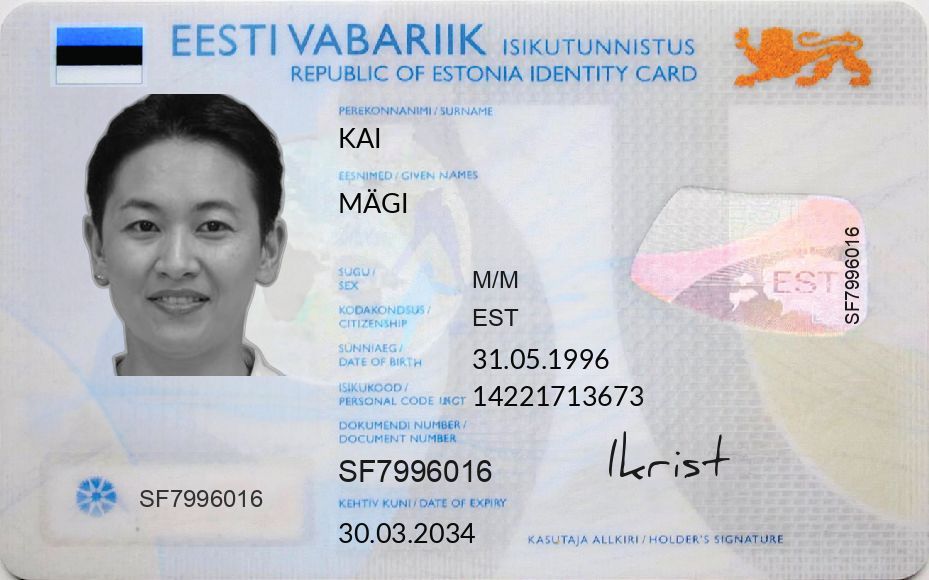 EESTI VABARIIK ISIKUTUNNISTUS
REPUBLIC OF ESTONIA IDENTITY CARD
PEREKONNANIMI / SURNAME
KAI
EESNIMED / GIVEN NAMES
MÄGI
SUGU /
SEX
M/M
KODAKONDSUS /
CITIZENSHIP
EST
SÜNNIAEG /
DATE OF BIRTH
31.05.1996
ISIKUKOOD /
PERSONAL CODE
14221713673
DOKUMENDI NUMBER /
DOCUMENT NUMBER
SF7996016
KEHTIV KUNI / DATE OF EXPIRY
30.03.2034
SF7996016
EST
SF7996016
Ikrist
KASUTAJA ALLKIRI / HOLDER'S SIGNATURE